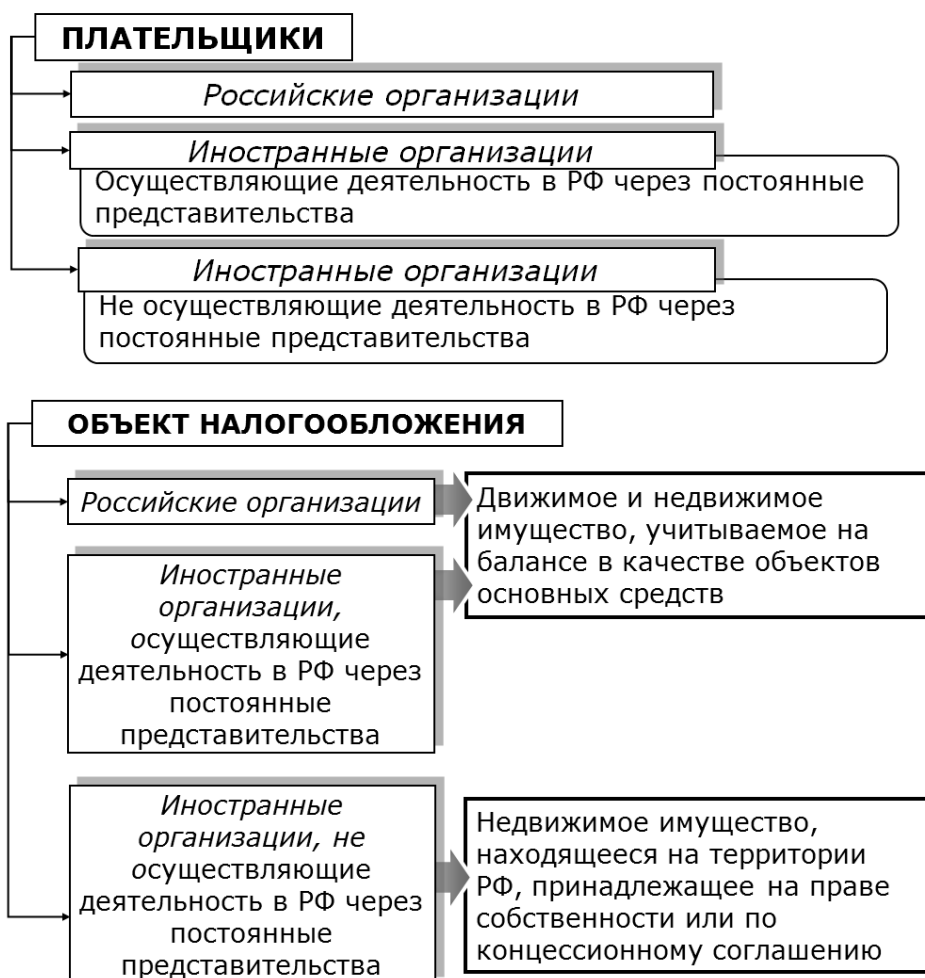 ПЛАТЕЛЬЩИКИ
Российские организации
Иностранные организации
Осуществляющие деятельность в РФ через постоянные
представительства
Иностранные организации
Не осуществляющие деятельность в РФ через
постоянные представительства
ОБЪЕКТ НАЛОГООБЛОЖЕНИЯ
Российские организации
Движимое и недвижимое
имущество, учитываемое на
балансе в качестве объектов
основных средств
Иностранные
организации,
осуществляющие
деятельность в РФ через
постоянные
представительства
Иностранные
организации, не
осуществляющие
деятельность в РФ через
постоянные
представительства
Недвижимое имущество,
находящееся на территории
РФ, принадлежащее на праве
собственности или по
концессионному соглашению